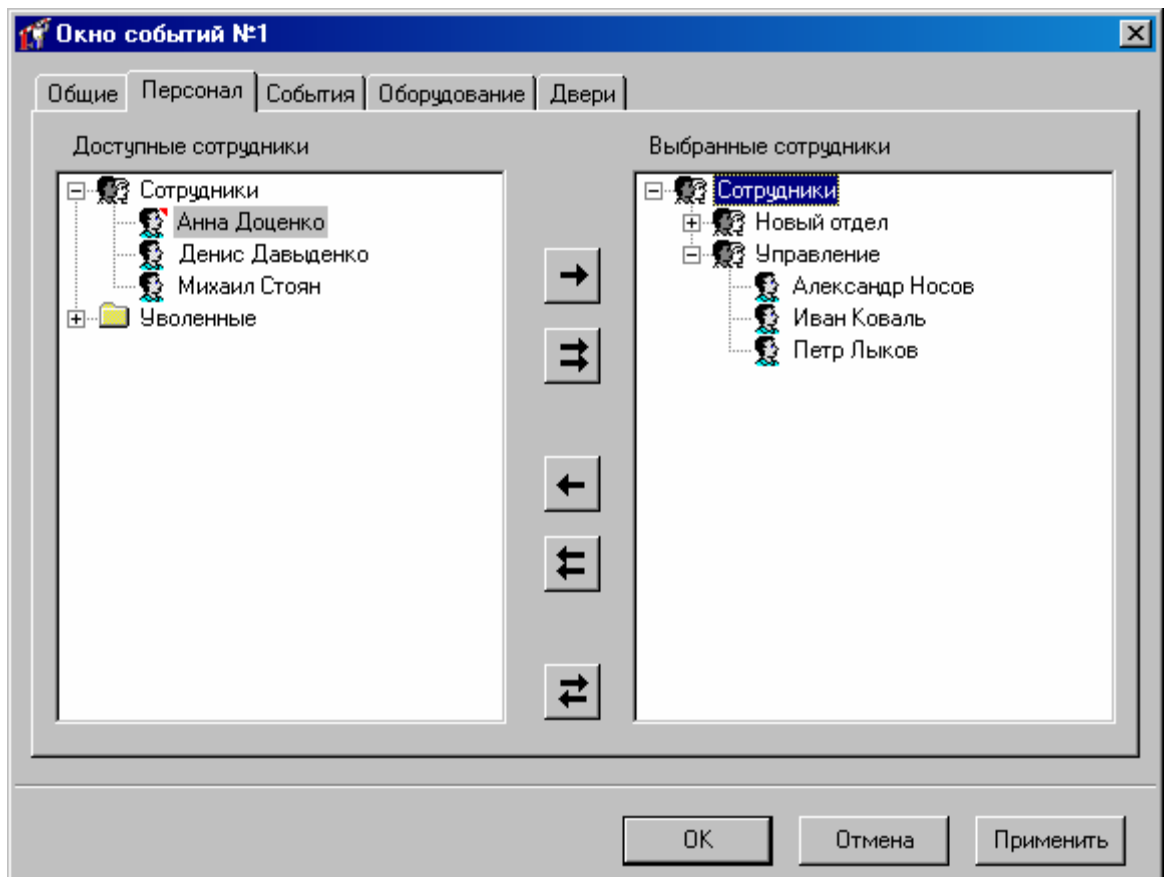 Окно событий №1
Общие Персонал События Оборудование Двери
Доступные сотрудники
Сотрудники
Анна Доценко
Денис Давыденко
Михаил Стоян
Уволенные
Выбранные сотрудники
Сотрудники
Новый отдел
Управление
Александр Носов
Иван Коваль
Петр Лыков
OK Отмена Применить